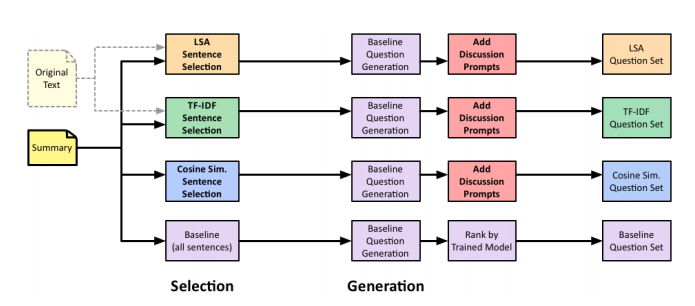 Original
Text
Summary
LSA
Sentence
Selection
Baseline
Question
Generation
Add
Discussion
Prompts
LSA
Question Set
TF-IDF
Sentence
Selection
Baseline
Question
Generation
Add
Discussion
Prompts
TF-IDF
Question Set
Cosine Sim.
Sentence
Selection
Baseline
Question
Generation
Add
Discussion
Prompts
Cosine Sim.
Question Set
Baseline
(all sentences)
Baseline
Question
Generation
Rank by
Trained Model
Baseline
Question Set
Selection
Generation